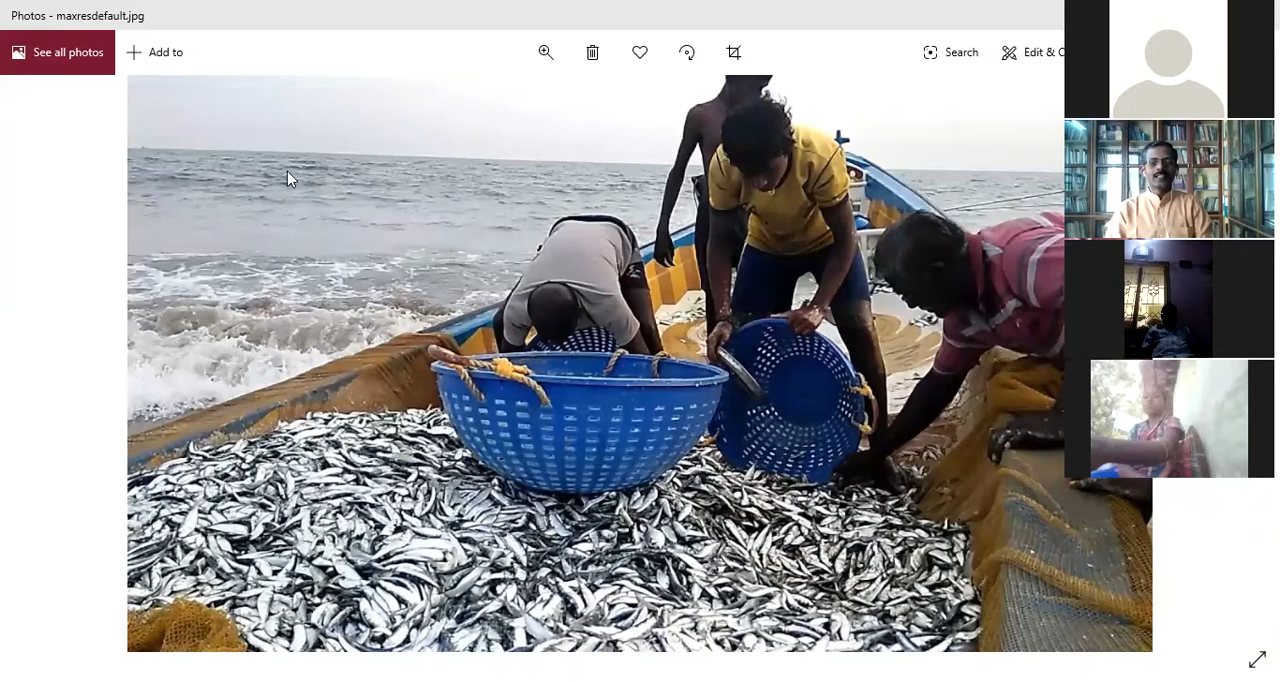 Photos - maxresdefault.jpg
See all photos
Add to
Search
Edit & C